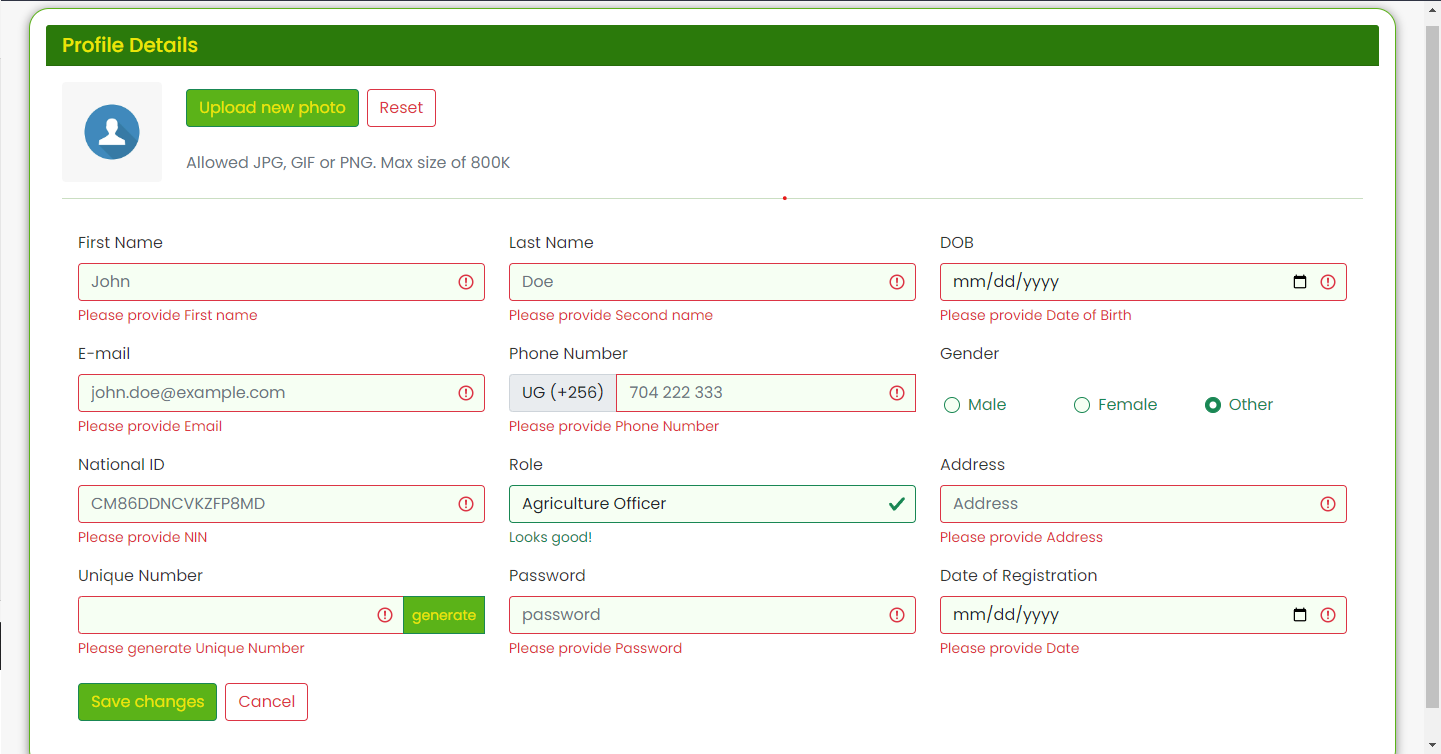 Profile Details
Upload new photo Reset
Allowed JPG, GIF or PNG. Max size of 800K
First Name Last Name DOB
John Doe mm/dd/yyyy
Please provide First name Please provide Second name Please provide Date of Birth
E-mail Phone Number Gender
john.doe@example.com UG (+256) 704 222 333 Male Female Other
Please provide Email Please provide Phone Number
National ID Role Address
CM86DDNCVKZFP8MD Agriculture Officer Address
Please provide NIN Looks good! Please provide Address
Unique Number Password Date of Registration
generate password mm/dd/yyyy
Please generate Unique Number Please provide Password Please provide Date
Save changes Cancel